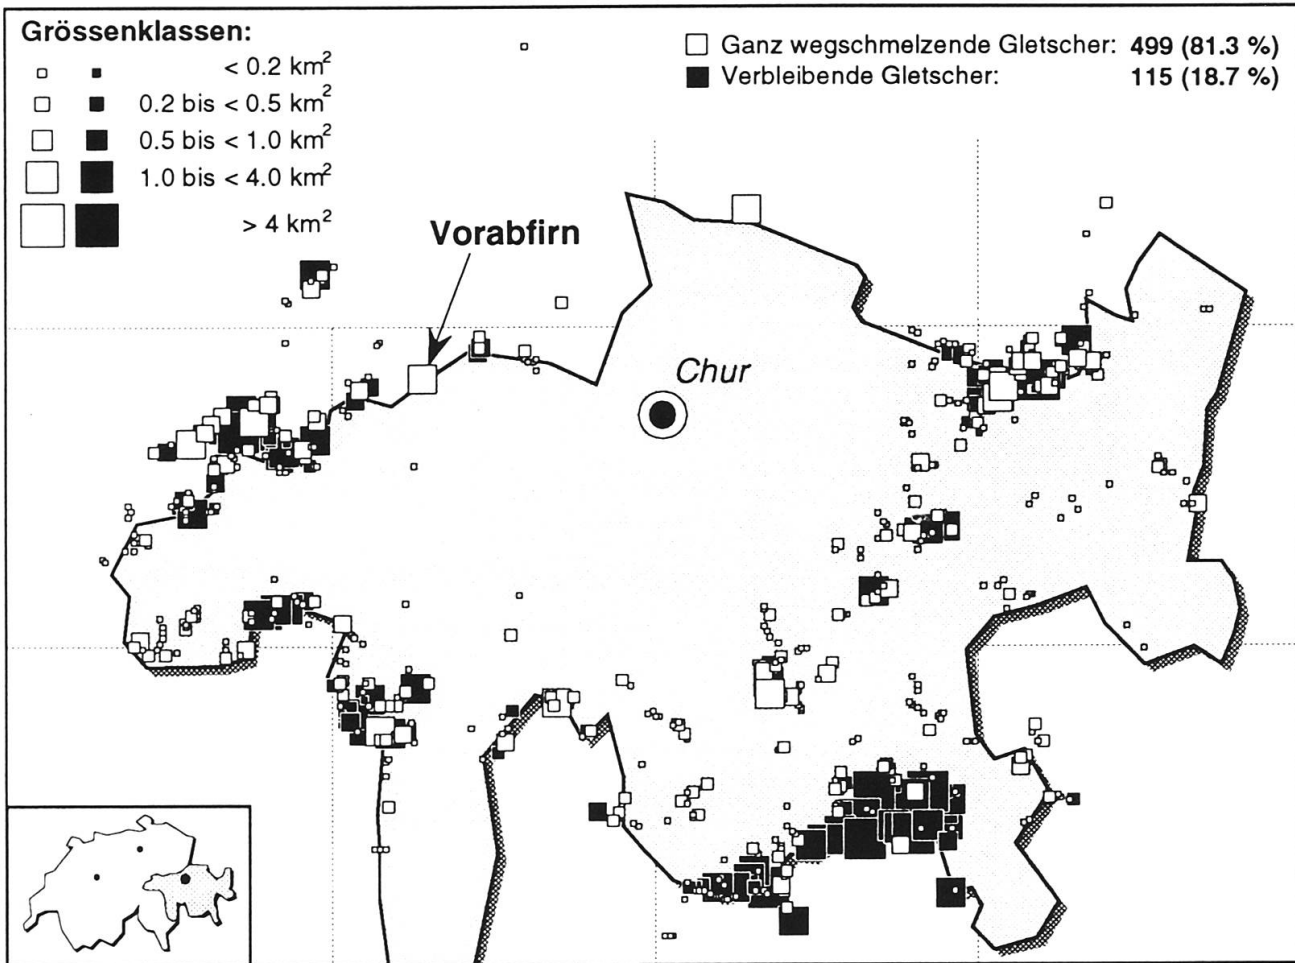 Grössenklassen:
< 0.2 km²
0.2 bis < 0.5 km²
0.5 bis < 1.0 km²
1.0 bis < 4.0 km²
> 4 km²
Ganz wegschmelzende Gletscher: 499 (81.3 %)
Verbleibende Gletscher: 115 (18.7 %)
Vorabfirn
Chur